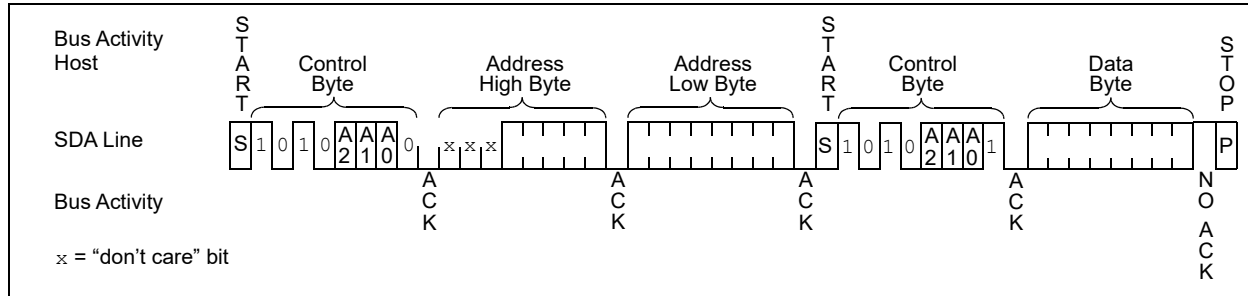 Bus Activity
Host
START
Control
Byte
Address
High Byte
Address
Low Byte
START
Control
Byte
Data
Byte
STOP
SDA Line
S 1 0 1 0 A2 A1 A0 0 x x x S 1 0 1 0 A2 A1 A0 1 P
Bus Activity
ACK
ACK
ACK
ACK
NO ACK
x = “don’t care” bit